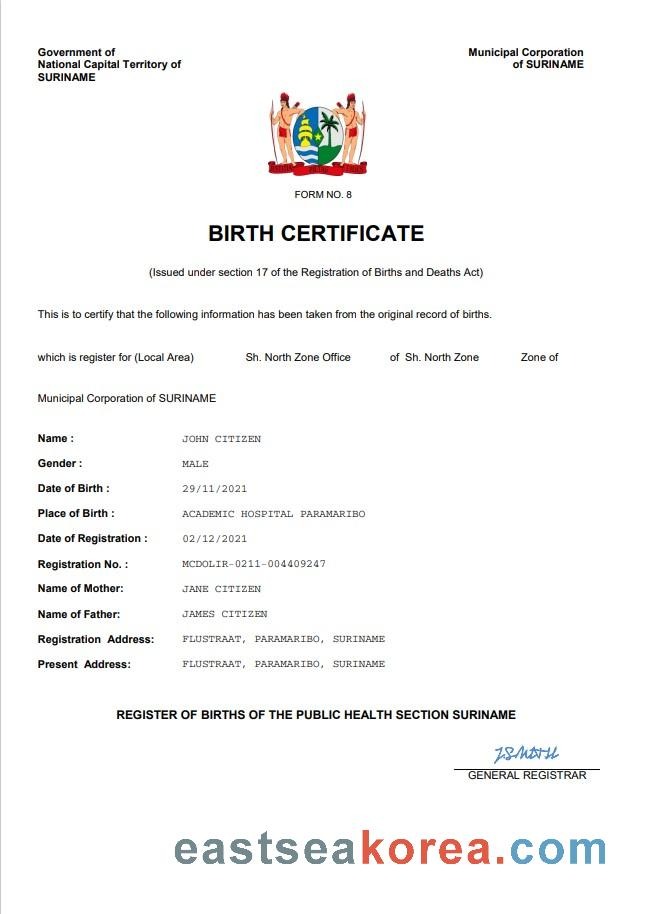 Government of
National Capital Territory of
SURINAME
Municipal Corporation
of SURINAME
FORM NO. 8
BIRTH CERTIFICATE
(Issued under section 17 of the Registration of Births and Deaths Act)
This is to certify that the following information has been taken from the original record of births.
which is register for (Local Area) Sh. North Zone Office of Sh. North Zone Zone of
Municipal Corporation of SURINAME
Name : JOHN CITIZEN
Gender : MALE
Date of Birth : 29/11/2021
Place of Birth : ACADEMIC HOSPITAL PARAMARIBO
Date of Registration : 02/12/2021
Registration No. : MCDOLIR-0211-004409247
Name of Mother: JANE CITIZEN
Name of Father: JAMES CITIZEN
Registration Address: FLUSTRAAT, PARAMARIBO, SURINAME
Present Address: FLUSTRAAT, PARAMARIBO, SURINAME
REGISTER OF BIRTHS OF THE PUBLIC HEALTH SECTION SURINAME
GENERAL REGISTRAR
eastseakorea.com